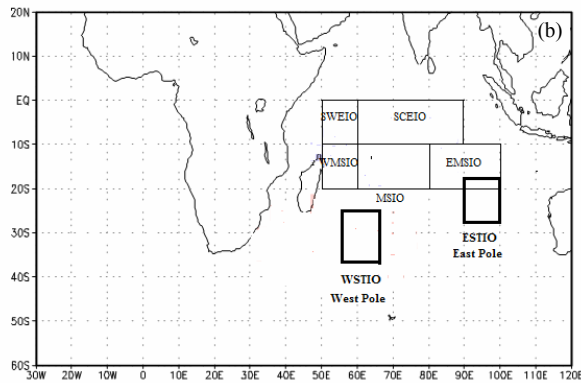 20N
(b)
10N
EQ
SWEIO SCEIO
10S
WMSIO EMSIO
20S
MSIO
30S
ESTIO
East Pole
40S
WSTIO
West Pole
50S
60S
30W 20W 10W 0 10E 20E 30E 40E 50E 60E 70E 80E 90E 100E 110E 120E